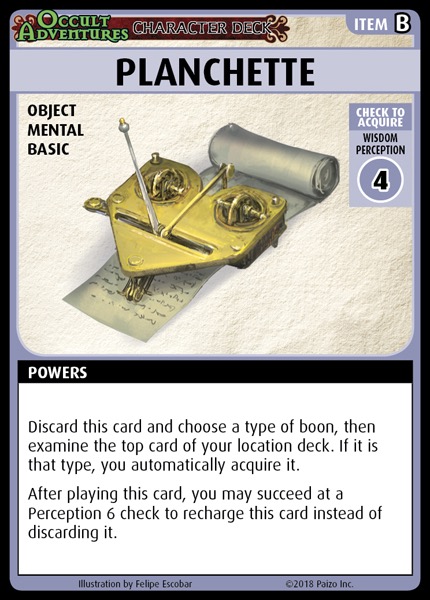 OCCULT
ADVENTURES CHARACTER DECK
ITEM B
PLANCHETTE
OBJECT
MENTAL
BASIC
CHECK TO
ACQUIRE
WISDOM
PERCEPTION
4
POWERS
Discard this card and choose a type of boon, then
examine the top card of your location deck. If it is
that type, you automatically acquire it.
After playing this card, you may succeed at a
Perception 6 check to recharge this card instead of
discarding it.
Illustration by Felipe Escobar
©2018 Paizo Inc.